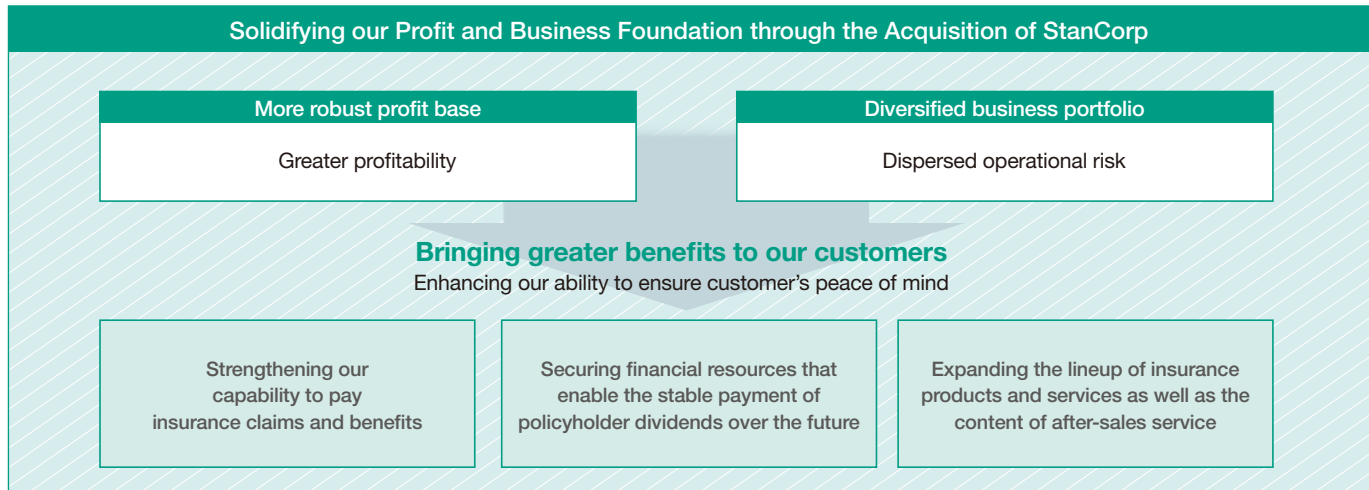 Solidifying our Profit and Business Foundation through the Acquisition of StanCorp
More robust profit base
Greater profitability
Diversified business portfolio
Dispersed operational risk
Bringing greater benefits to our customers
Enhancing our ability to ensure customer’s peace of mind
Strengthening our
capability to pay
insurance claims and benefits
Securing financial resources that
enable the stable payment of
policyholder dividends over the future
Expanding the lineup of insurance
products and services as well as the
content of after-sales service